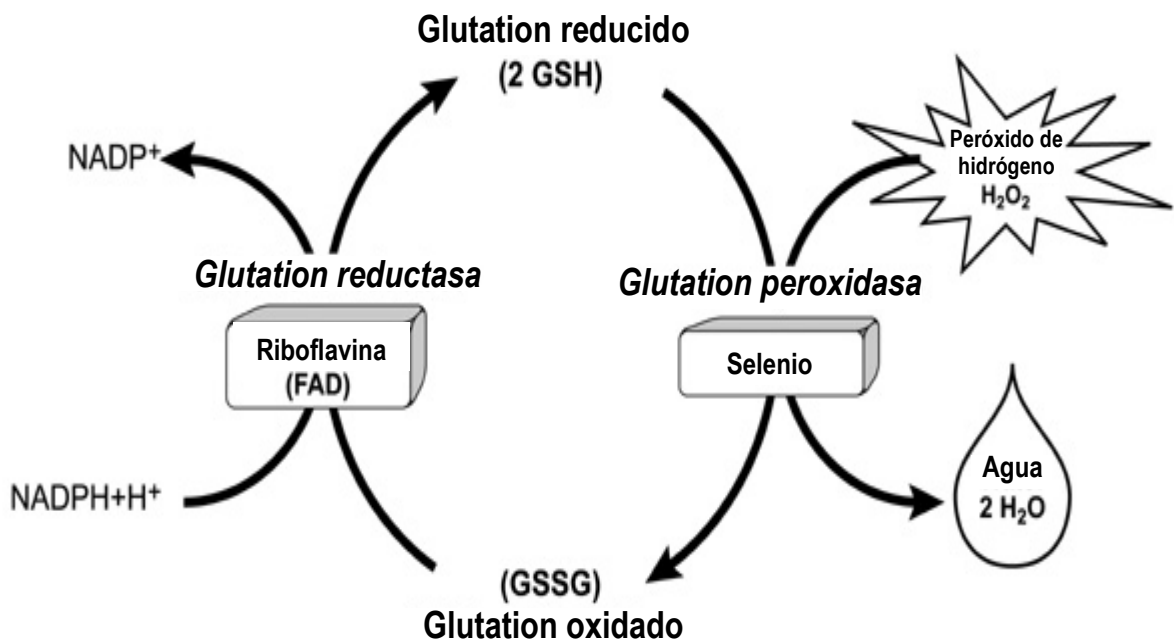 Glutation reducido
(2 GSH)
NADP⁺
Peróxido de
hidrógeno
H₂O₂
Glutation reductasa
Glutation peroxidasa
Riboflavina
(FAD)
Selenio
NADPH+H⁺
Agua
2 H₂O
(GSSG)
Glutation oxidado